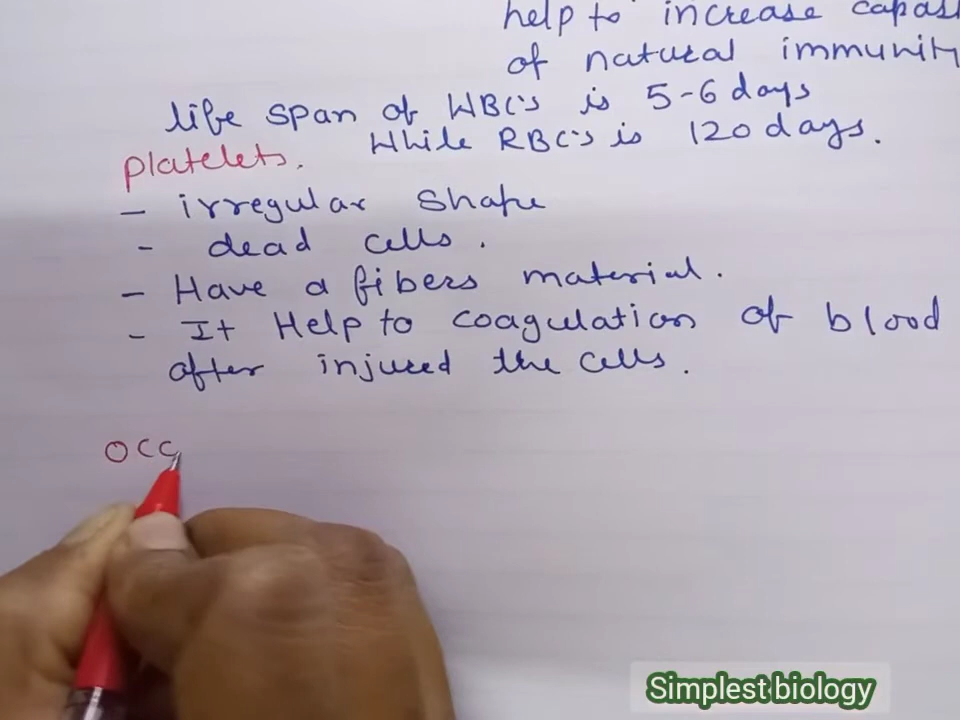 help to increase capas
of natural immunity
life span of WBC's is 5-6 days
While RBC's is 120 days.
platelets.
- irregular shape
- dead cells.
- Have a fibers material.
- It Help to coagulation of blood
after injured the cells.
occ
Simplest biology